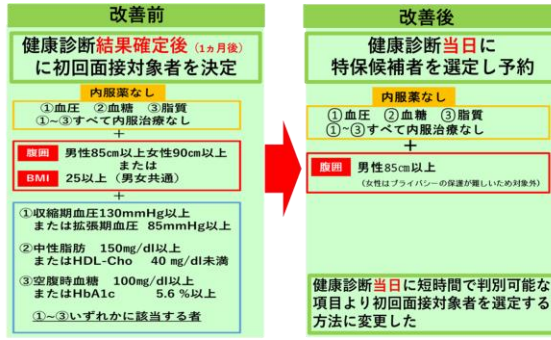 改善前
健康診断結果確定後（1ヵ月後）
に初回面接対象者を決定
内服薬なし
①血圧 ②血糖 ③脂質
①~③すべて内服治療なし
+
腹囲 男性85cm以上女性90cm以上
または
BMI 25以上（男女共通）
+
①収縮期血圧130mmHg以上
または拡張期血圧 85mmHg以上
②中性脂肪 150mg/dl以上
またはHDL-Cho 40 mg/dl未満
③空腹時血糖 100mg/dl以上
またはHbA1c 5.6 %以上
①~③いずれかに該当する者
改善後
健康診断当日に
特保候補者を選定し予約
内服薬なし
①血圧 ②血糖 ③脂質
①~③すべて内服治療なし
+
腹囲 男性85cm以上
（女性はプライバシーの保護が難しいため対象外）
健康診断当日に短時間で判別可能な
項目より初回面接対象者を選定する
方法に変更した